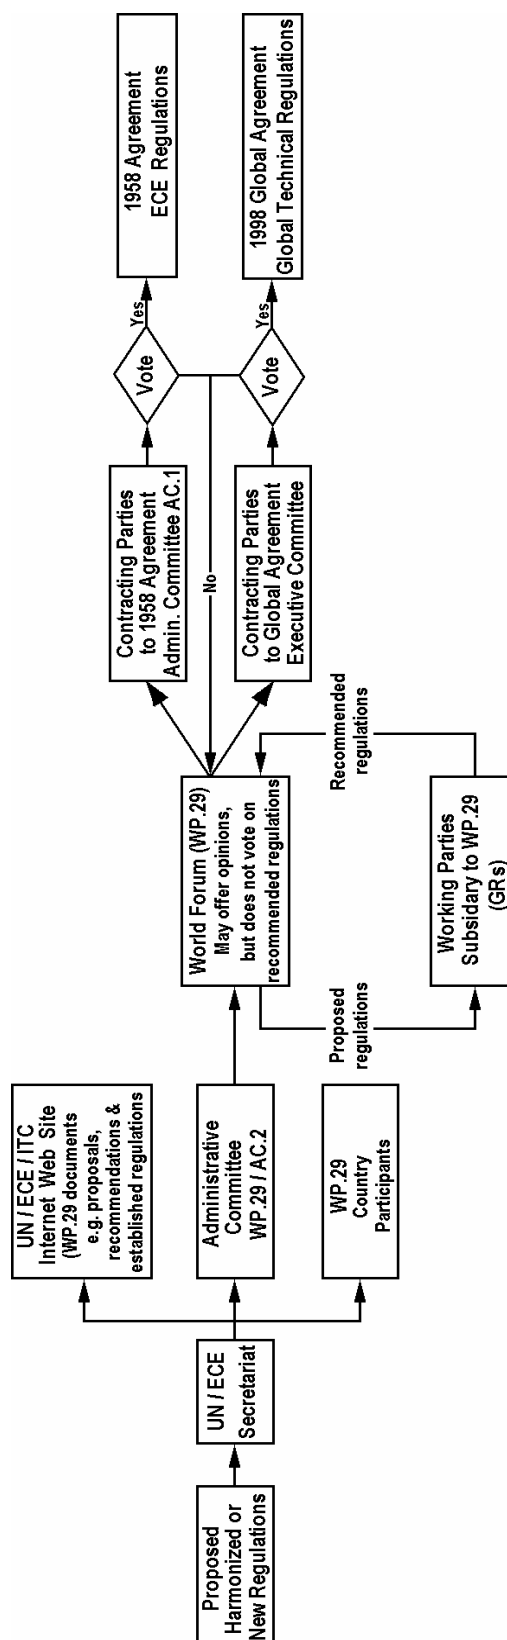 Proposed
Harmonized or
New Regulations
UN / ECE
Secretariat
UN / ECE / ITC
Internet Web Site
(WP.29 documents
e.g. proposals,
recommendations &
established regulations
Administrative
Committee
WP.29 / AC.2
WP.29
Country
Participants
World Forum (WP.29)
May offer opinions,
but does not vote on
recommended regulations
Proposed
regulations
Working Parties
Subsidary to WP.29
(GRs)
Recommended
regulations
Contracting Parties
to 1958 Agreement
Admin. Committee AC.1
Contracting Parties
to Global Agreement
Executive Committee
No
Vote
Yes
1958 Agreement
ECE Regulations
Vote
Yes
1998 Global Agreement
Global Technical Regulations